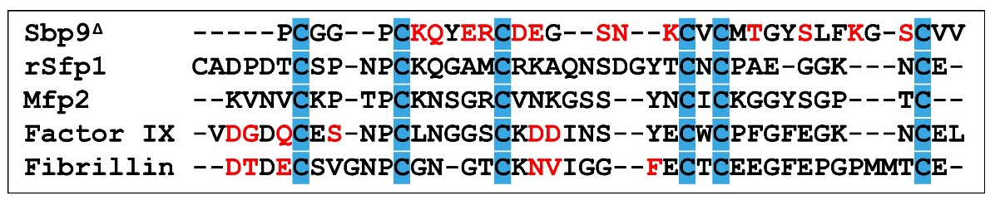 Sbp9Δ -----PCGG--PCKQYERCDEG--SN--KCVCMTGYSLFKG-SCVV
rSfp1 CADPDTCSP-NPCKQGAMCRKAQNSDGYTCNCPAE-GGK---NCE-
Mfp2 --KVNVCKP-TPCKNSGRCVNKGSS--YNCICKGGYSGP---TC--
Factor IX -VDGDQCES-NPCLNGGSCKDDINS--YECWCPFGFEGK---NCEL
Fibrillin --DTDECSVGNPCGN-GTCKNVIGG--FECTCEEGFEPGPMMTCE-